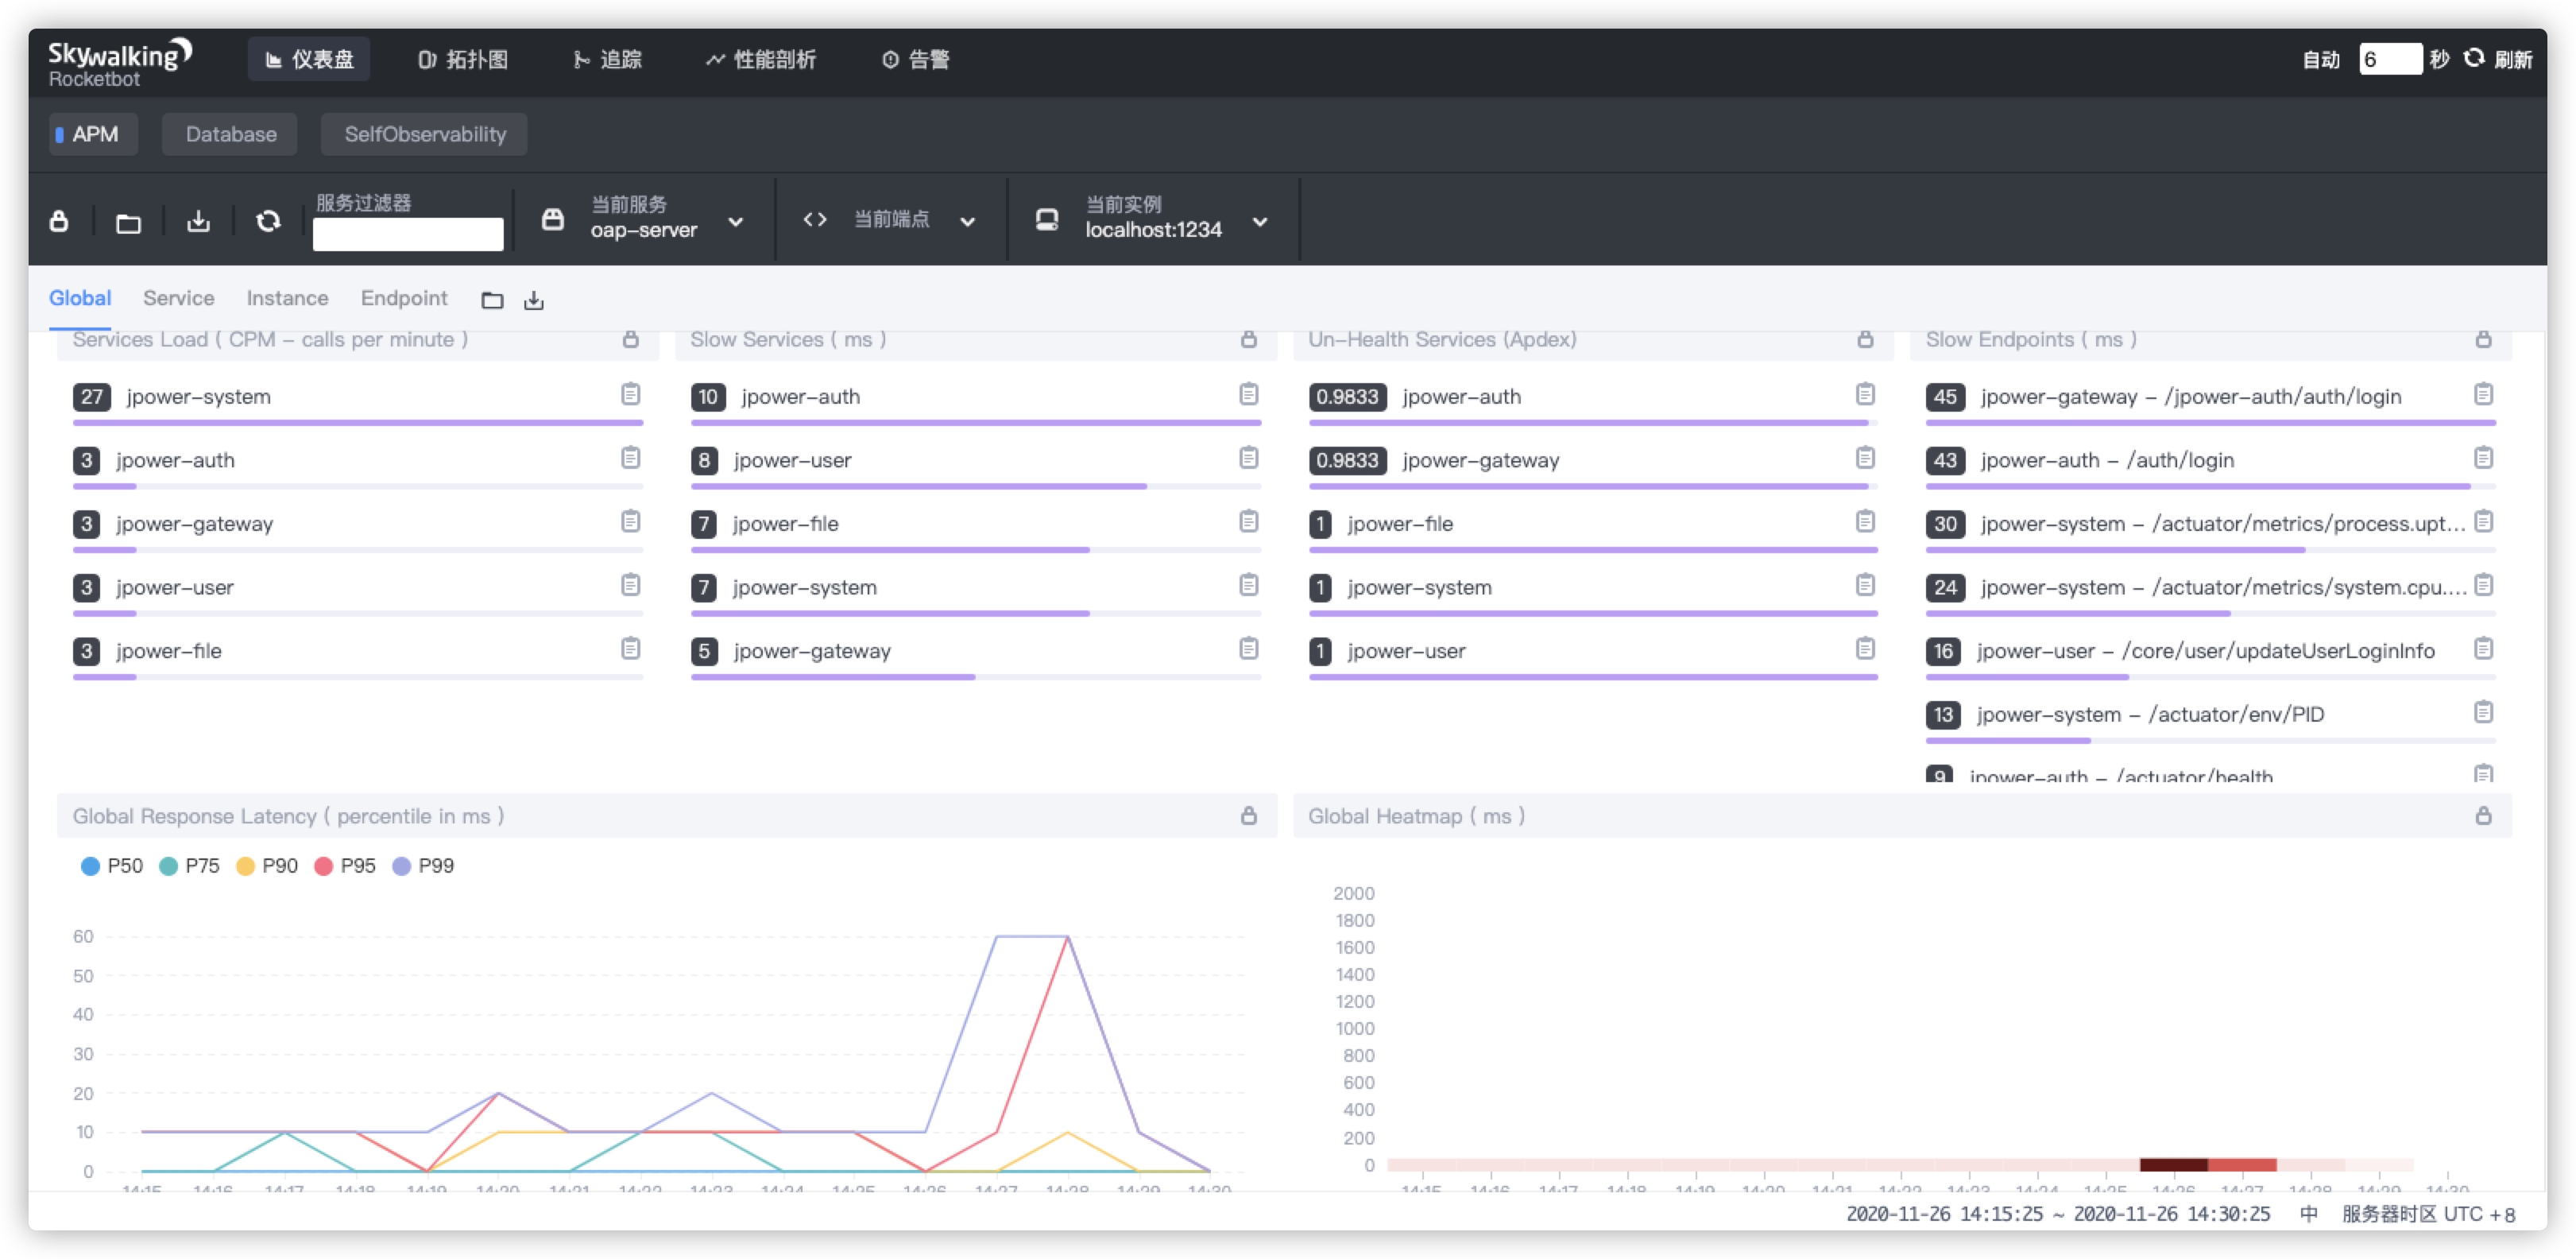 Skywalking
Rocketbot
仪表盘 拓扑图 追踪 性能剖析 告警 自动 6 秒 刷新
APM Database SelfObservability
服务过滤器 当前服务 oap-server 当前端点 当前实例 localhost:1234
Global Service Instance Endpoint
Services Load ( CPM - calls per minute )
27 jpower-system
3 jpower-auth
3 jpower-gateway
3 jpower-user
3 jpower-file
Slow Services ( ms )
10 jpower-auth
8 jpower-user
7 jpower-file
7 jpower-system
5 jpower-gateway
Un-Health Services (Apdex)
0.9833 jpower-auth
0.9833 jpower-gateway
1 jpower-file
1 jpower-system
1 jpower-user
Slow Endpoints ( ms )
45 jpower-gateway - /jpower-auth/auth/login
43 jpower-auth - /auth/login
30 jpower-system - /actuator/metrics/process.upt...
24 jpower-system - /actuator/metrics/system.cpu....
16 jpower-user - /core/user/updateUserLoginInfo
13 jpower-system - /actuator/env/PID
9 jpower-auth - /actuator/health
Global Response Latency ( percentile in ms )
P50 P75 P90 P95 P99
60
50
40
30
20
10
0
14:15 14:16 14:17 14:18 14:19 14:20 14:21 14:22 14:23 14:24 14:25 14:26 14:27 14:28 14:29 14:30
Global Heatmap ( ms )
2000
1800
1600
1400
1200
1000
800
600
400
200
0
14:15 14:16 14:17 14:18 14:19 14:20 14:21 14:22 14:23 14:24 14:25 14:26 14:27 14:28 14:29 14:30
2020-11-26 14:15:25 ~ 2020-11-26 14:30:25 中 服务器时区 UTC +8